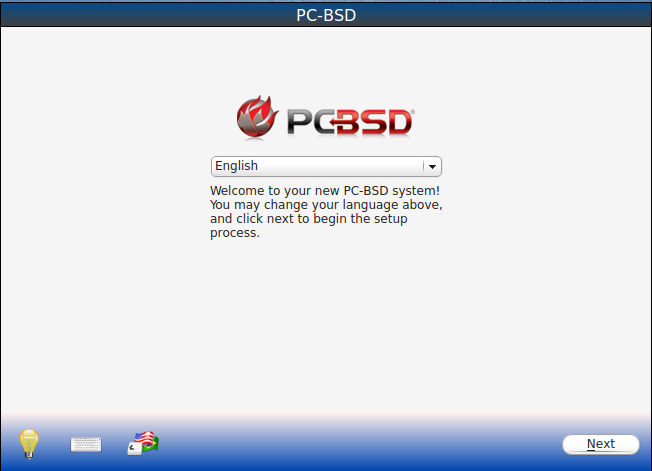 PC-BSD
PCBSD®
English
Welcome to your new PC-BSD system!
You may change your language above,
and click next to begin the setup
process.
Next